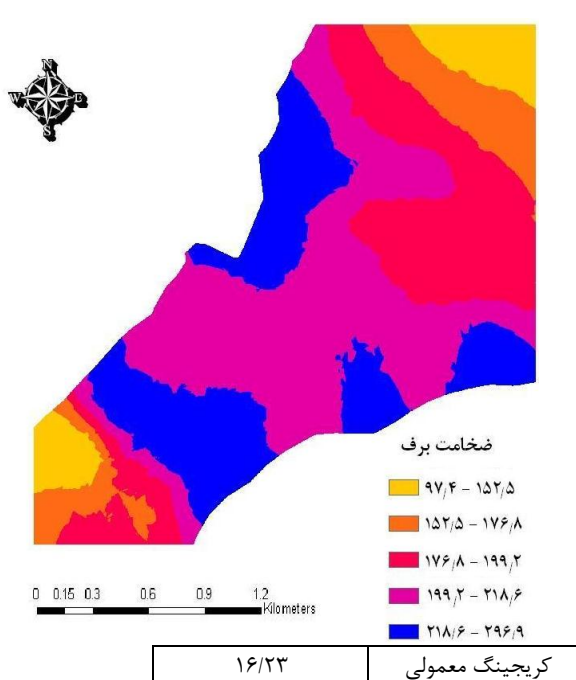 N
W E
S
ضخامت برف
۹۷٫۴ – ۱۵۲٫۵
۱۵۲٫۵ – ۱۷۶٫۸
۱۷۶٫۸ – ۱۹۹٫۲
۱۹۹٫۲ – ۲۱۸٫۶
۲۱۸٫۶ – ۲۹۶٫۹
0 0.15 0.3 0.6 0.9 1.2
Kilometers
کریجینگ معمولی ۱۶/۲۳